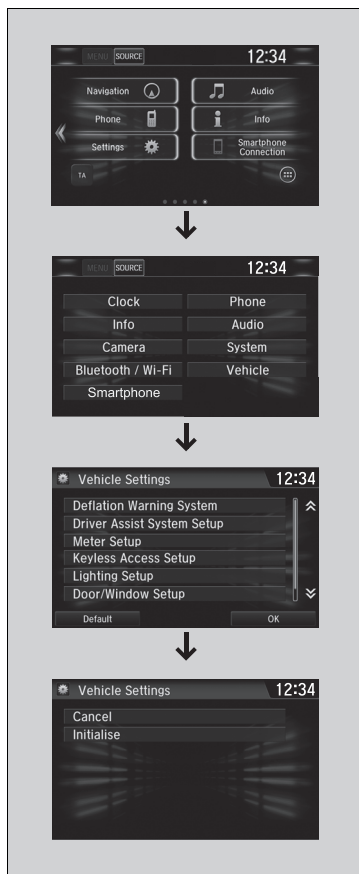 MENU SOURCE 12:34
Navigation Audio
Phone Info
Settings Smartphone Connection
TA
MENU SOURCE 12:34
Clock Phone
Info Audio
Camera System
Bluetooth / Wi-Fi Vehicle
Smartphone
Vehicle Settings 12:34
Deflation Warning System
Driver Assist System Setup
Meter Setup
Keyless Access Setup
Lighting Setup
Door/Window Setup
Default OK
Vehicle Settings 12:34
Cancel
Initialise